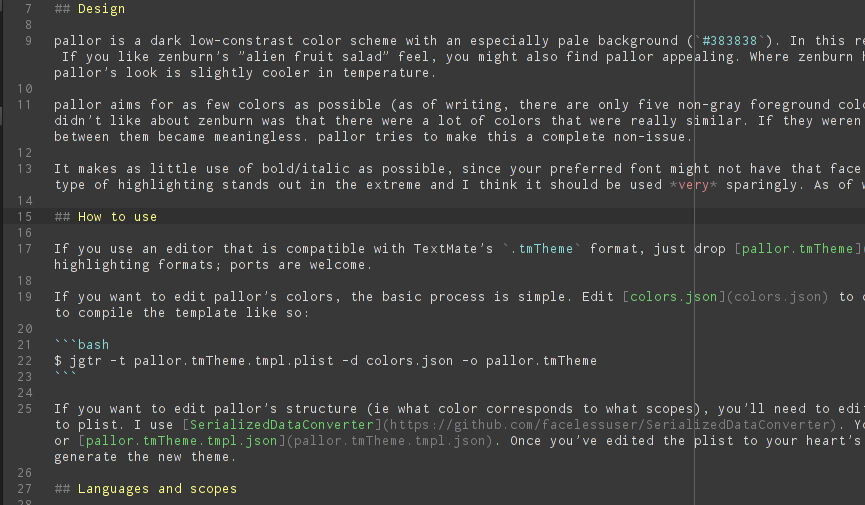 7 ## Design
8
9 pallor is a dark low-constrast color scheme with an especially pale background (`#383838`). In this re
If you like zenburn's "alien fruit salad" feel, you might also find pallor appealing. Where zenburn h
pallor's look is slightly cooler in temperature.
10
11 pallor aims for as few colors as possible (as of writing, there are only five non-gray foreground colo
didn't like about zenburn was that there were a lot of colors that were really similar. If they weren
between them became meaningless. pallor tries to make this a complete non-issue.
12
13 It makes as little use of bold/italic as possible, since your preferred font might not have that face
type of highlighting stands out in the extreme and I think it should be used *very* sparingly. As of w
14
15 ## How to use
16
17 If you use an editor that is compatible with TextMate's `.tmTheme` format, just drop [pallor.tmTheme](
highlighting formats; ports are welcome.
18
19 If you want to edit pallor's colors, the basic process is simple. Edit [colors.json](colors.json) to c
to compile the template like so:
20
21 ```bash
22 $ jgtr -t pallor.tmTheme.tmpl.plist -d colors.json -o pallor.tmTheme
23 ```
24
25 If you want to edit pallor's structure (ie what color corresponds to what scopes), you'll need to edi
to plist. I use [SerializedDataConverter](https://github.com/facelessuser/SerializedDataConverter). Yo
or [pallor.tmTheme.tmpl.json](pallor.tmTheme.tmpl.json). Once you've edited the plist to your heart's
generate the new theme.
26
27 ## Languages and scopes
28